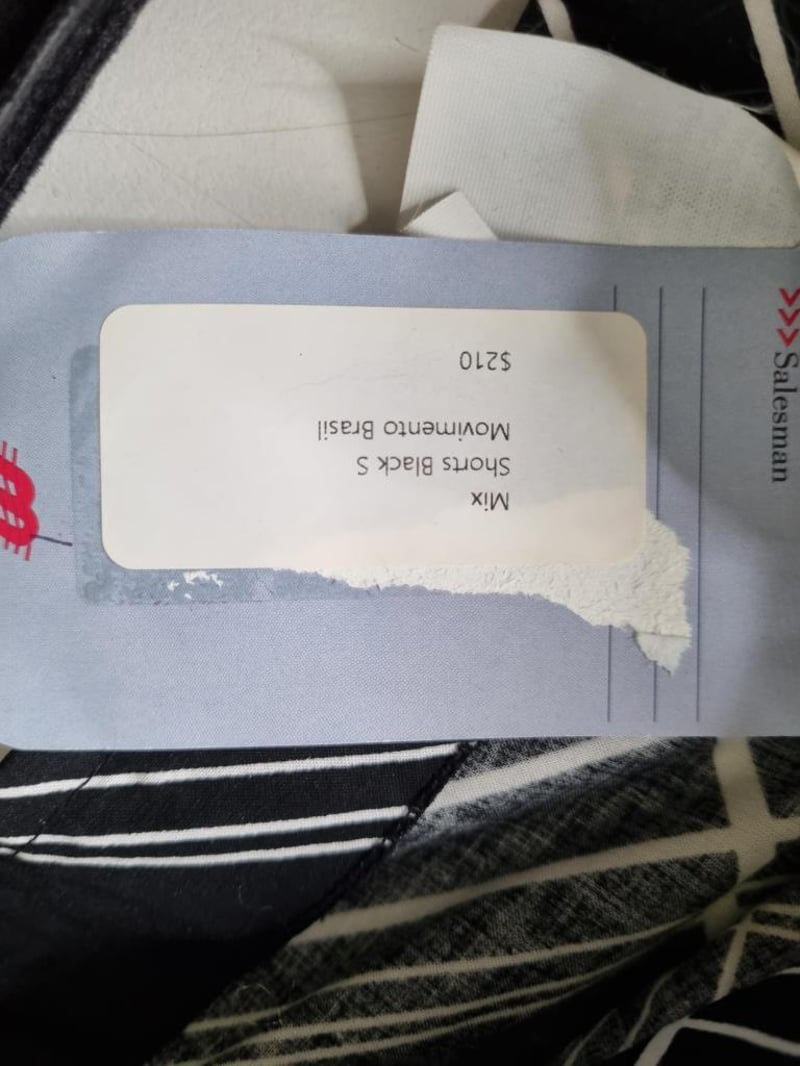 Mix
Shorts Black S
Movimento Brasil
$210
>>> Salesman